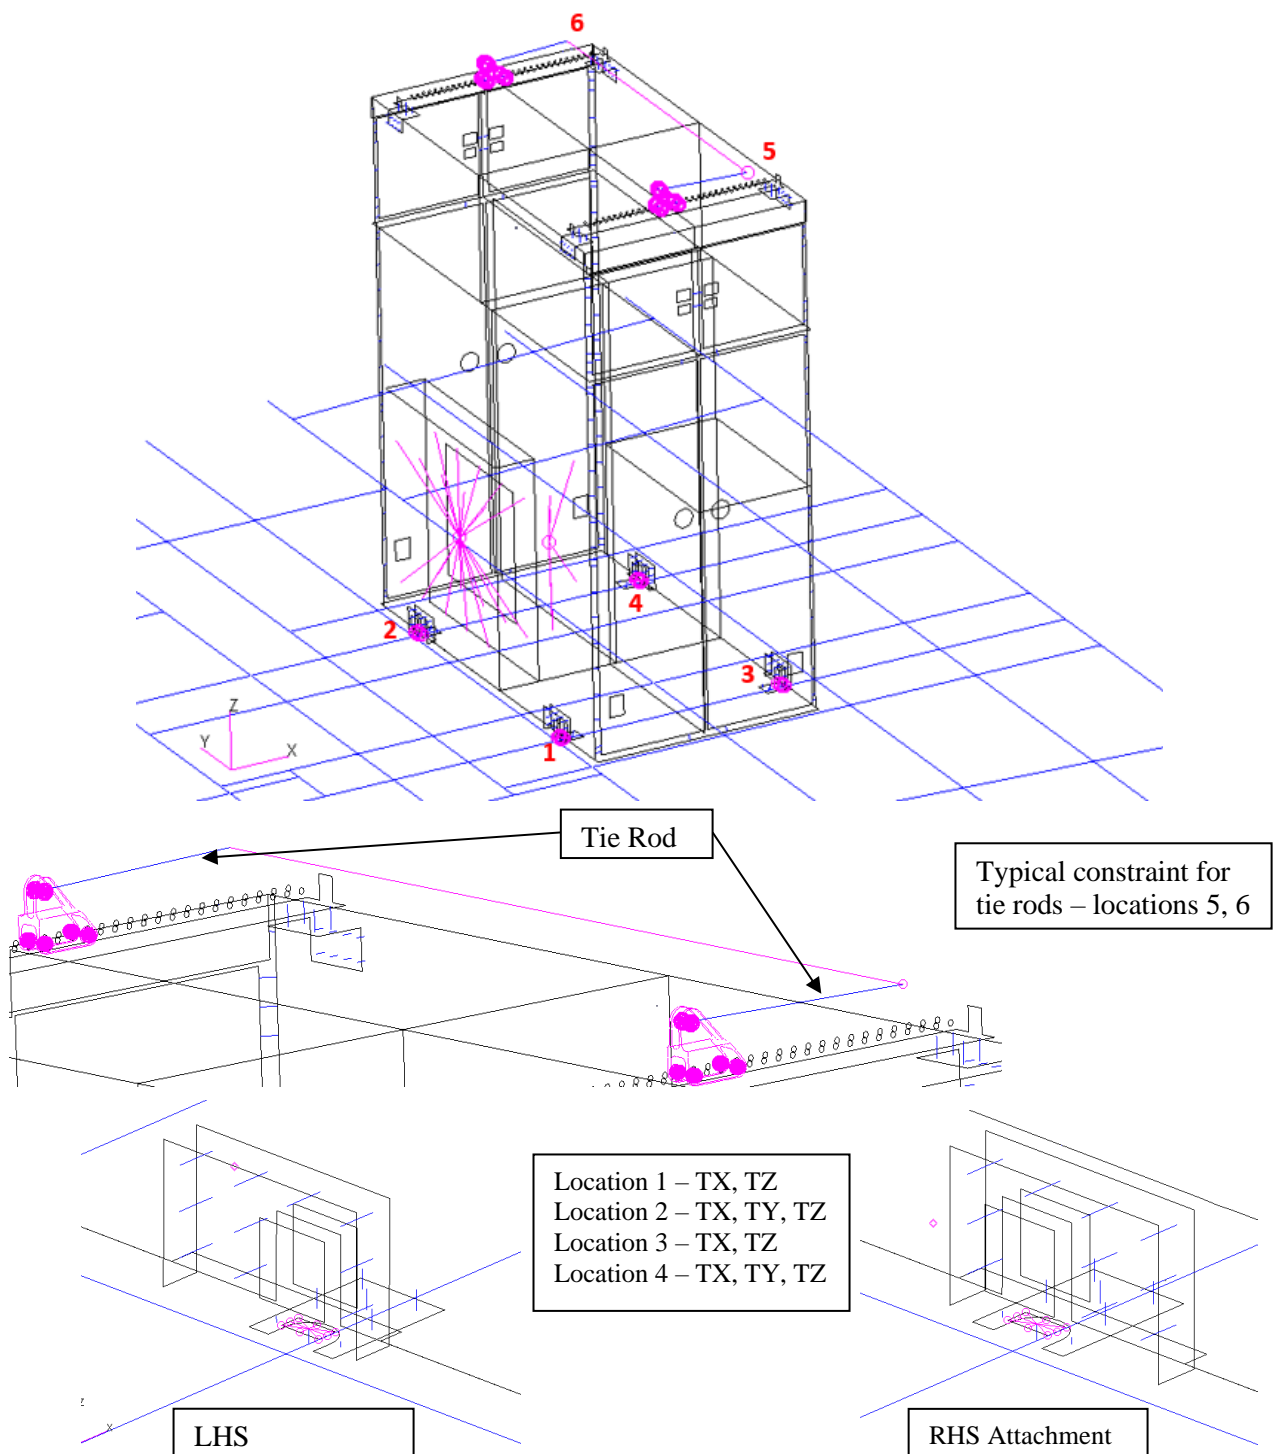 6
5
4
2
3
1
Z
Y
X
Tie Rod
Typical constraint for
tie rods – locations 5, 6
Location 1 – TX, TZ
Location 2 – TX, TY, TZ
Location 3 – TX, TZ
Location 4 – TX, TY, TZ
Z
X
LHS
RHS Attachment